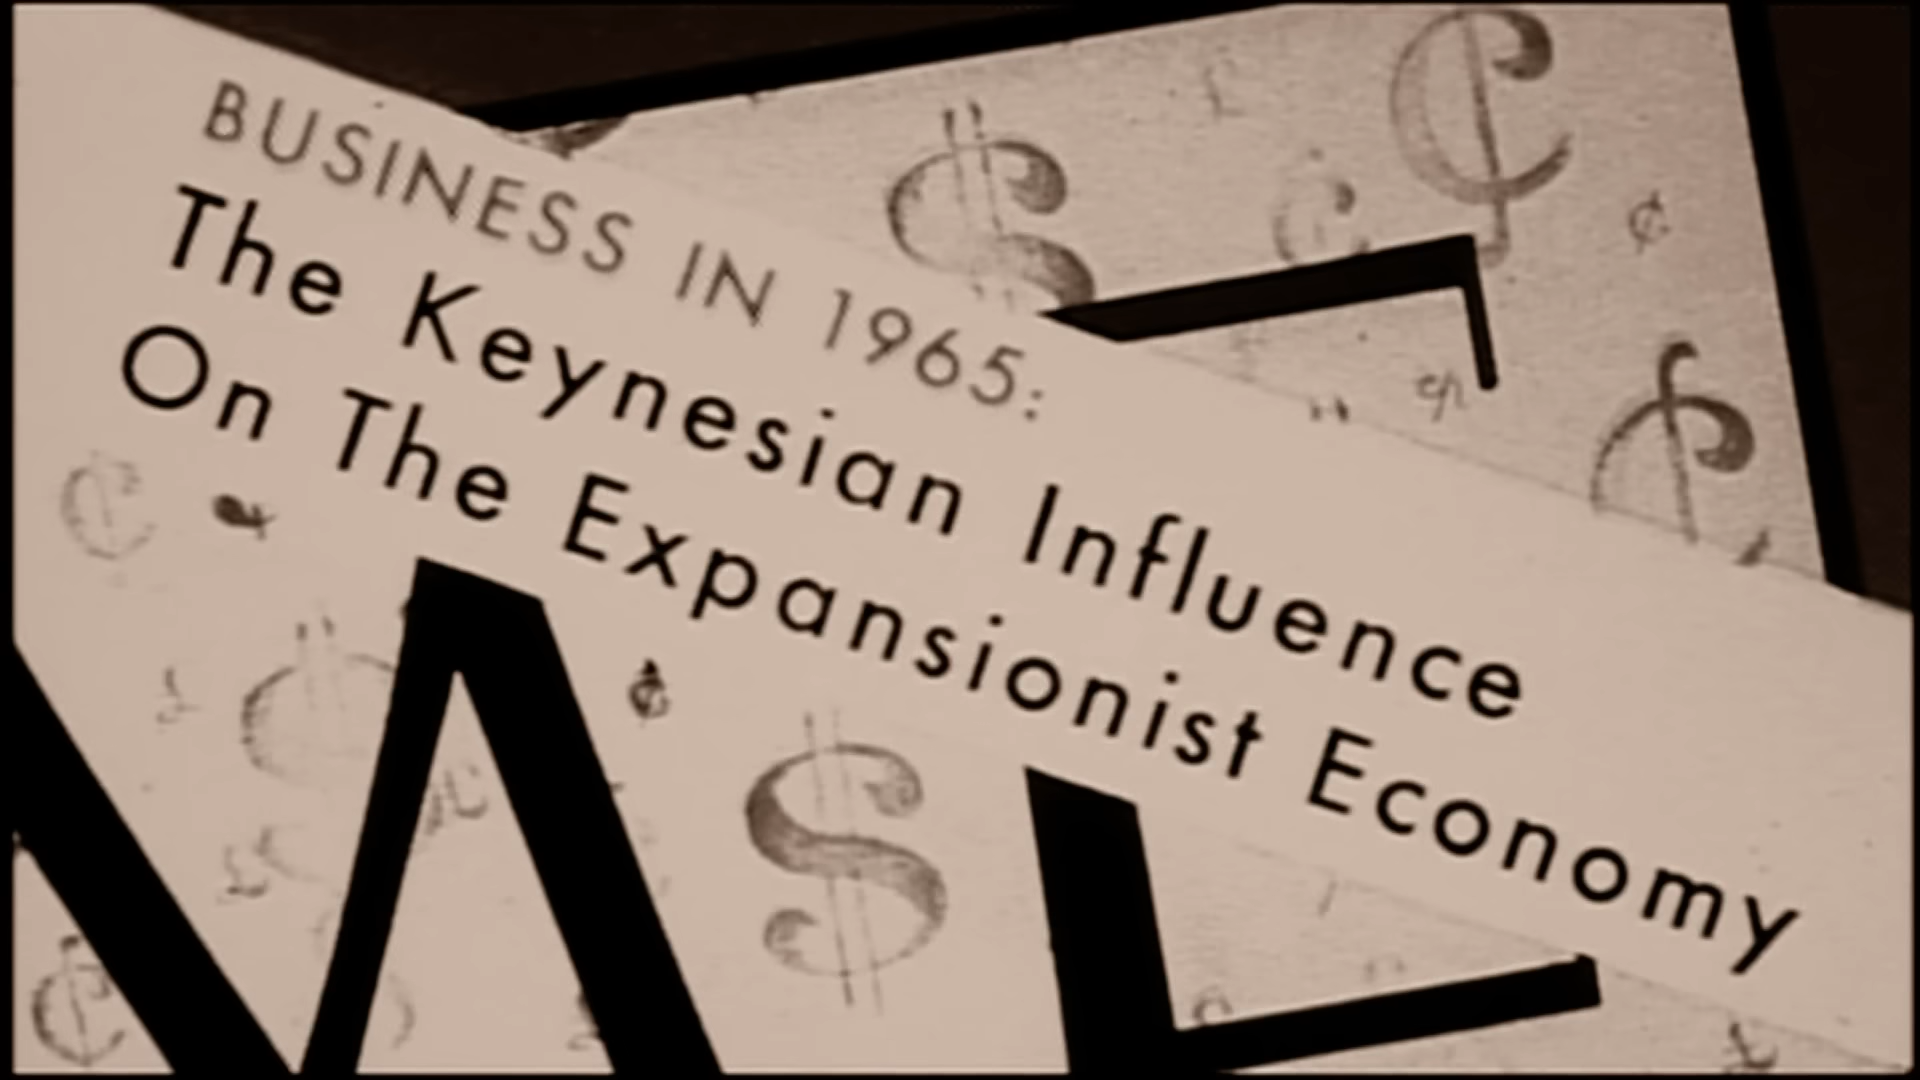 BUSINESS IN 1965:
The Keynesian Influence
On The Expansionist Economy